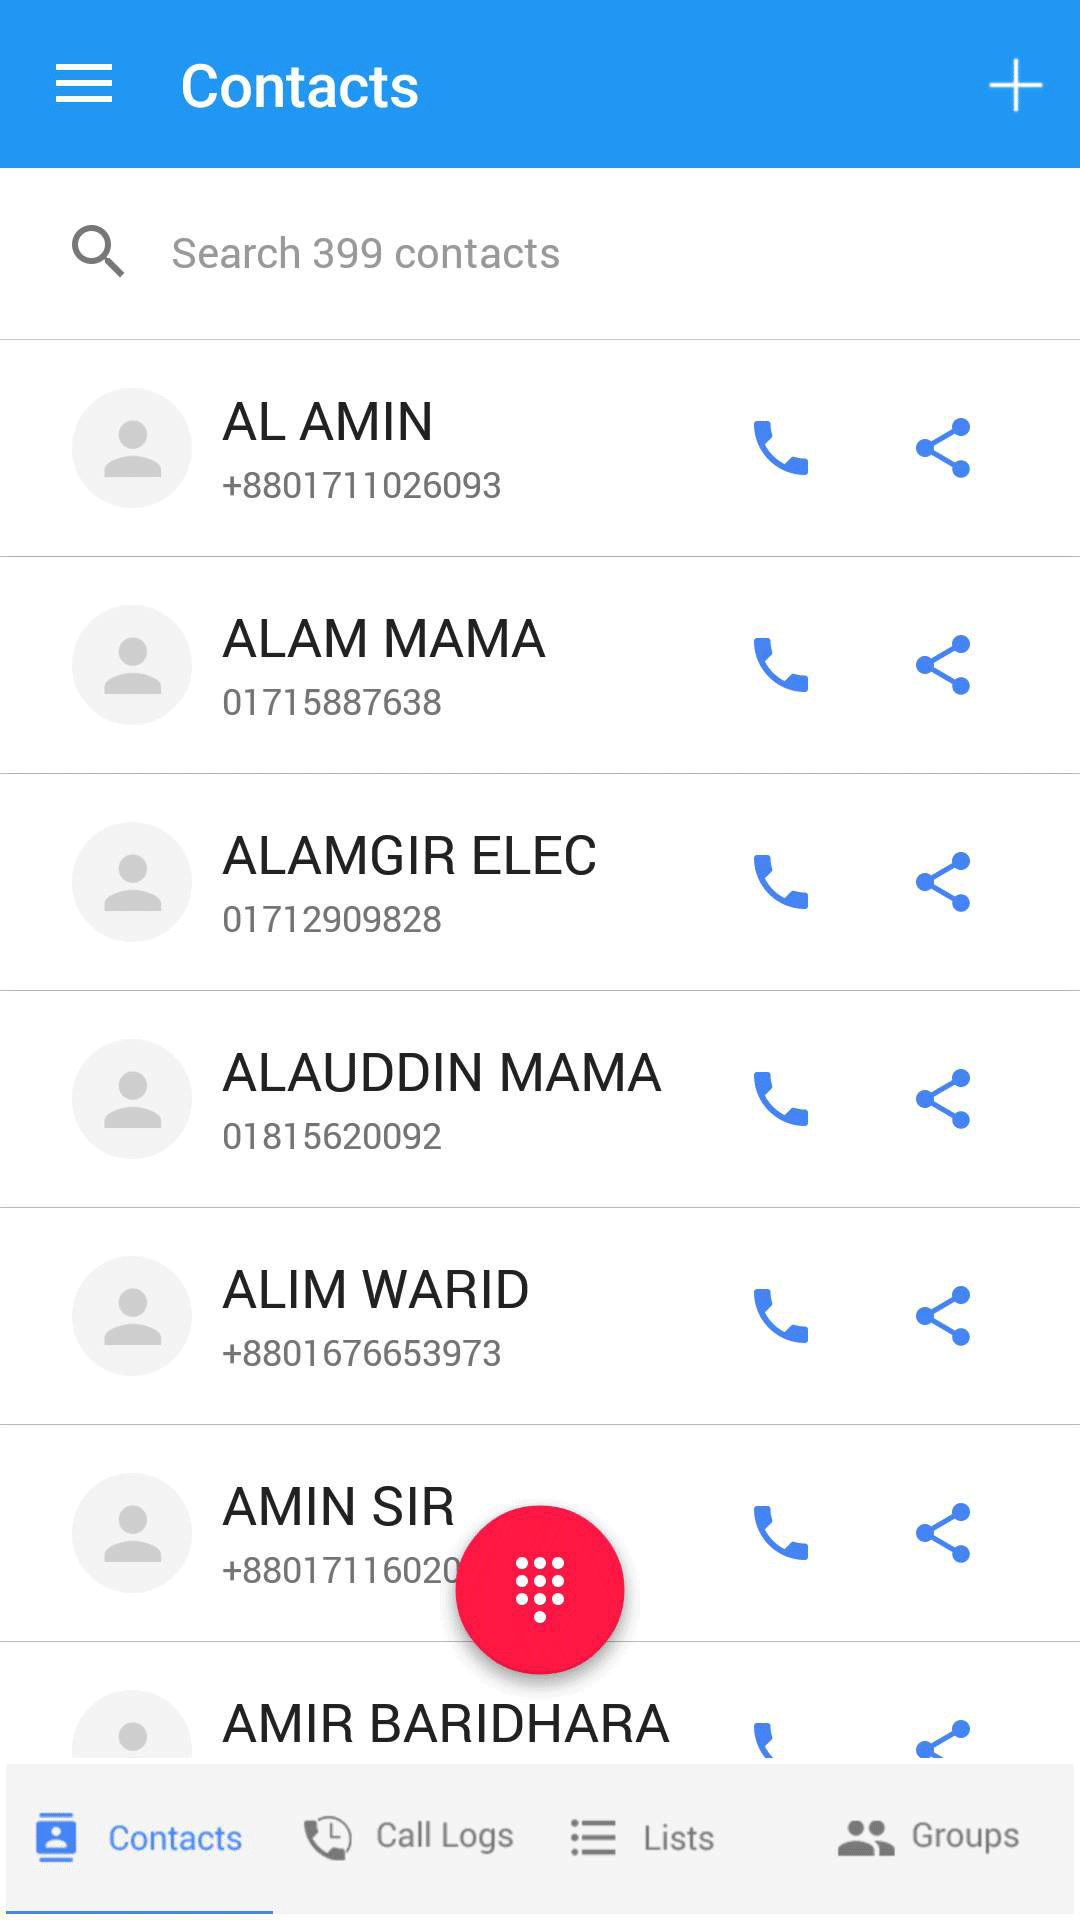 Contacts
Search 399 contacts
AL AMIN
+8801711026093
ALAM MAMA
01715887638
ALAMGIR ELEC
01712909828
ALAUDDIN MAMA
01815620092
ALIM WARID
+8801676653973
AMIN SIR
+88017116020
AMIR BARIDHARA
Contacts
Call Logs
Lists
Groups